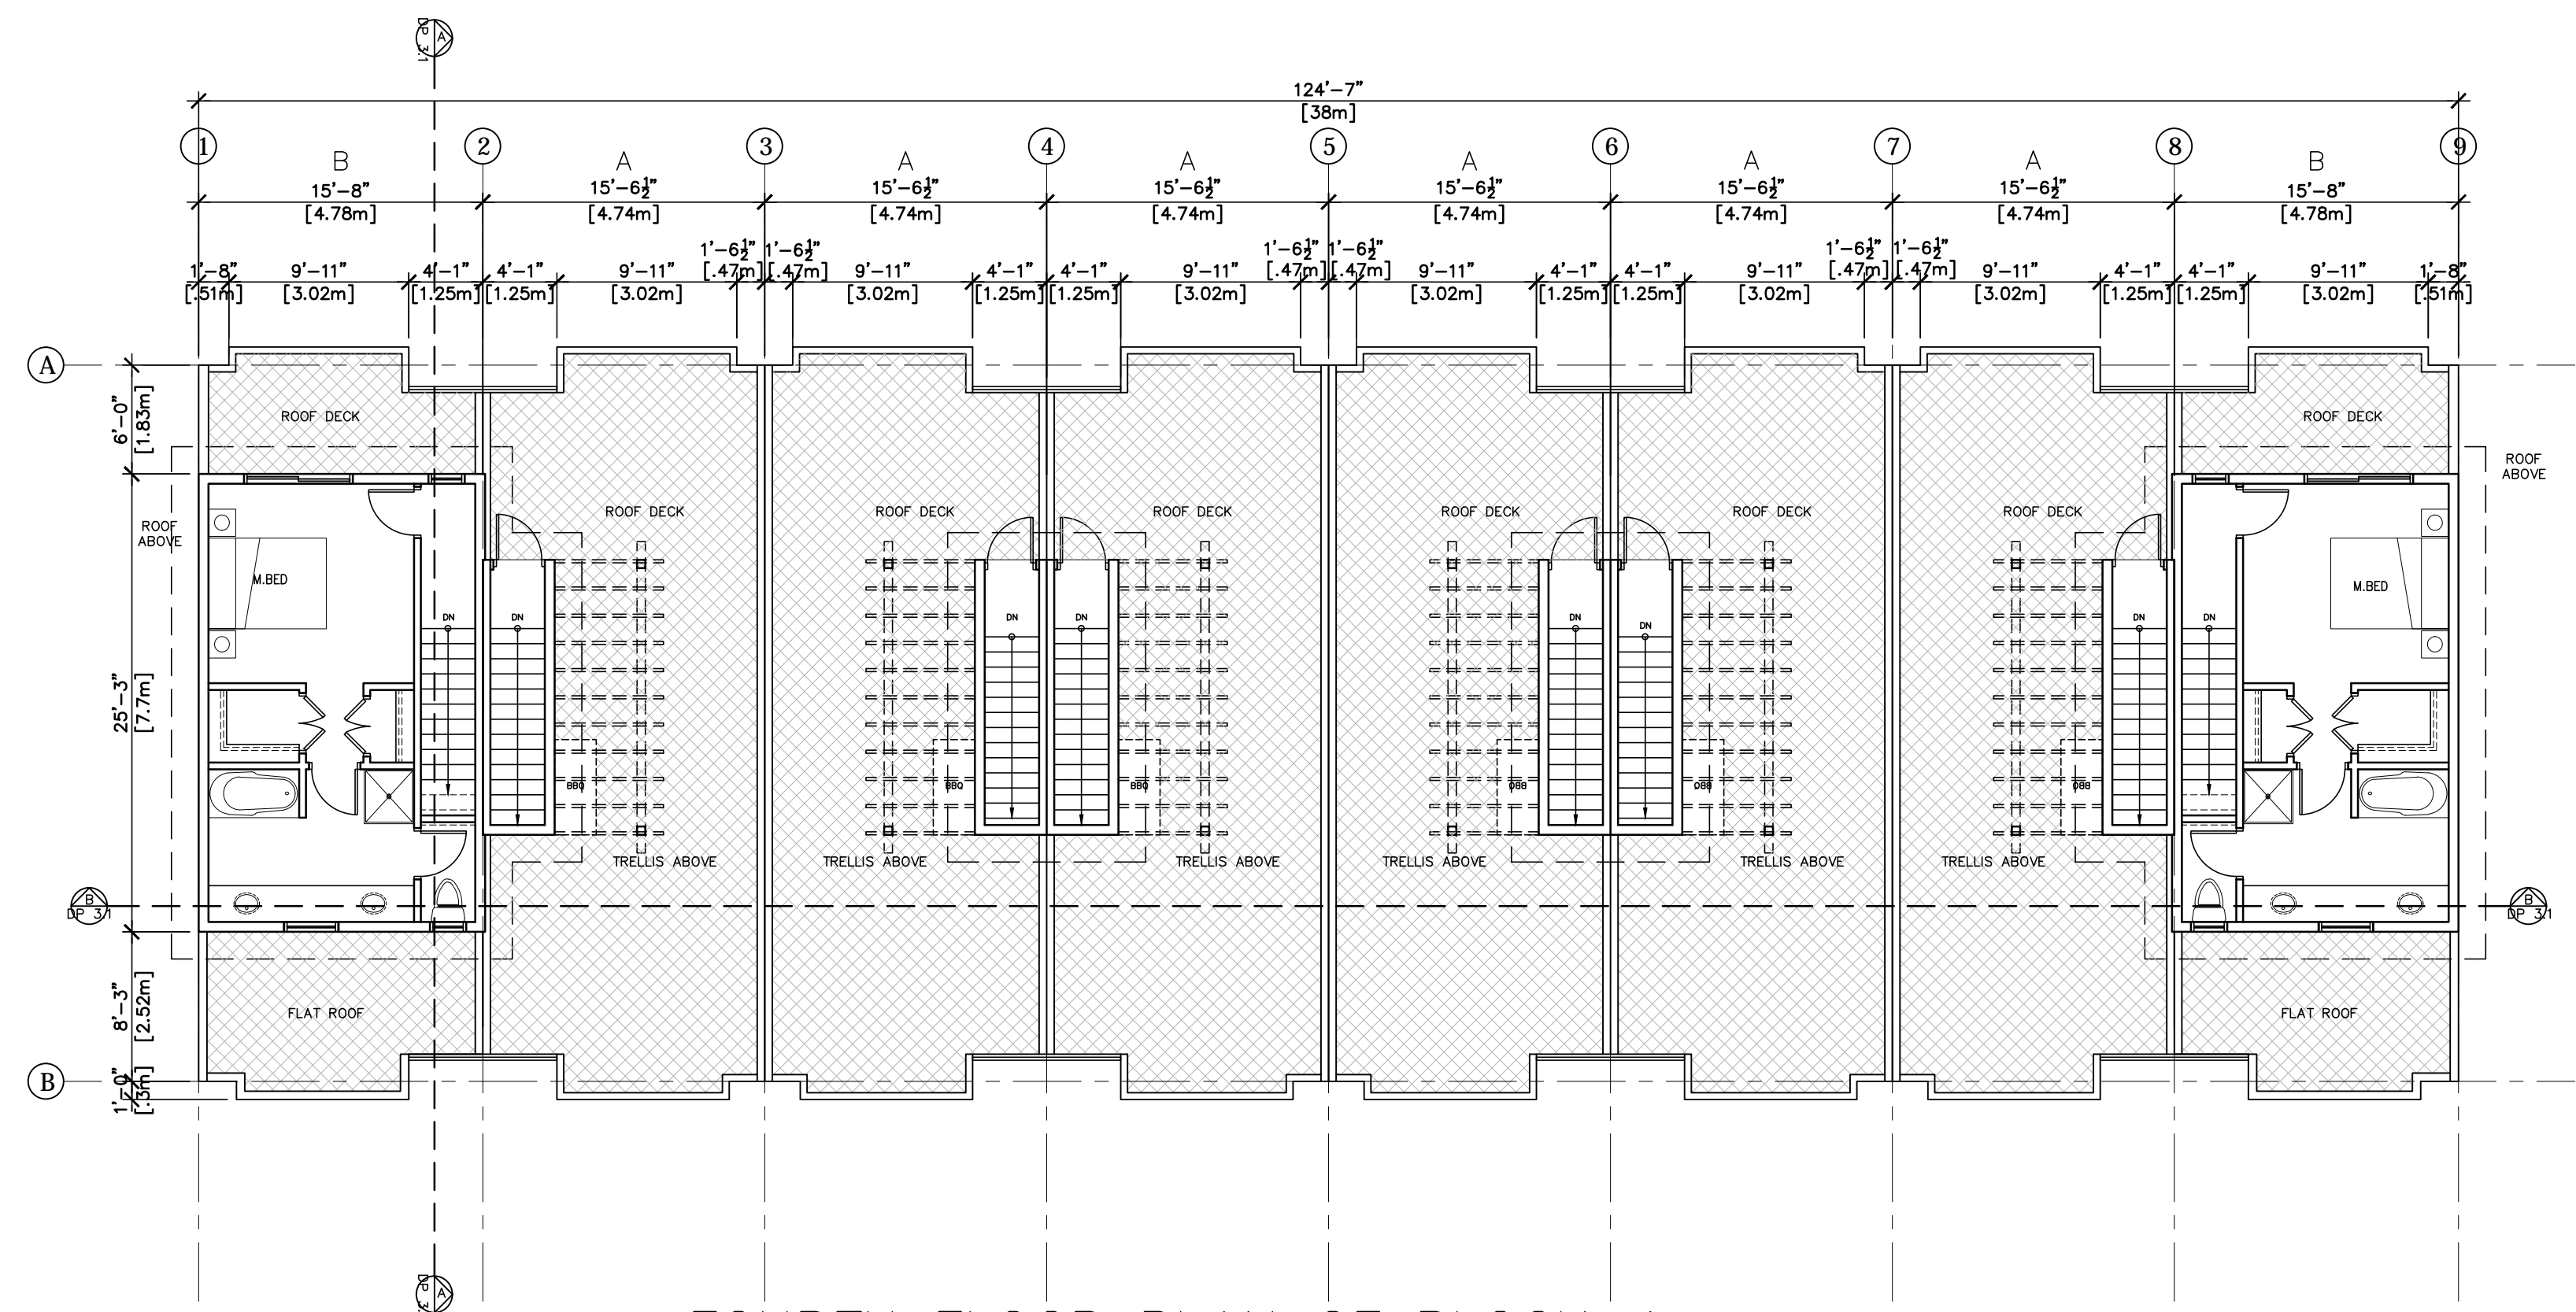 DP 3.1
A
124'-7"
[38m]
1 2 3 4 5 6 7 8 9
B A A A A A A B
15'-8" 15'-6½" 15'-6½" 15'-6½" 15'-6½" 15'-6½" 15'-6½" 15'-8"
[4.78m] [4.74m] [4.74m] [4.74m] [4.74m] [4.74m] [4.74m] [4.78m]
1'-6½" 1'-6½" 1'-6½" 1'-6½" 1'-6½" 1'-6½"
[.47m] [.47m] [.47m] [.47m] [.47m] [.47m]
1'-8" 9'-11" 4'-1" 4'-1" 9'-11" 9'-11" 4'-1" 4'-1" 9'-11" 9'-11" 4'-1" 4'-1" 9'-11" 9'-11" 4'-1" 4'-1" 9'-11" 1'-8"
[.51m] [3.02m] [1.25m] [1.25m] [3.02m] [3.02m] [1.25m] [1.25m] [3.02m] [3.02m] [1.25m] [1.25m] [3.02m] [3.02m] [1.25m] [1.25m] [3.02m] [.51m]
A
6'-0"
[1.83m]
ROOF DECK ROOF DECK
ROOF
ABOVE
ROOF
ABOVE
ROOF DECK ROOF DECK ROOF DECK ROOF DECK ROOF DECK ROOF DECK
M.BED M.BED
DN DN DN DN DN DN DN DN
25'-3"
[7.7m]
BBQ BBQ BBQ BBQ BBQ BBQ
TRELLIS ABOVE TRELLIS ABOVE TRELLIS ABOVE TRELLIS ABOVE TRELLIS ABOVE TRELLIS ABOVE
B B
DP 3.1 DP 3.1
8'-3"
[2.52m]
FLAT ROOF FLAT ROOF
B
1'-0"
[.3m]
A